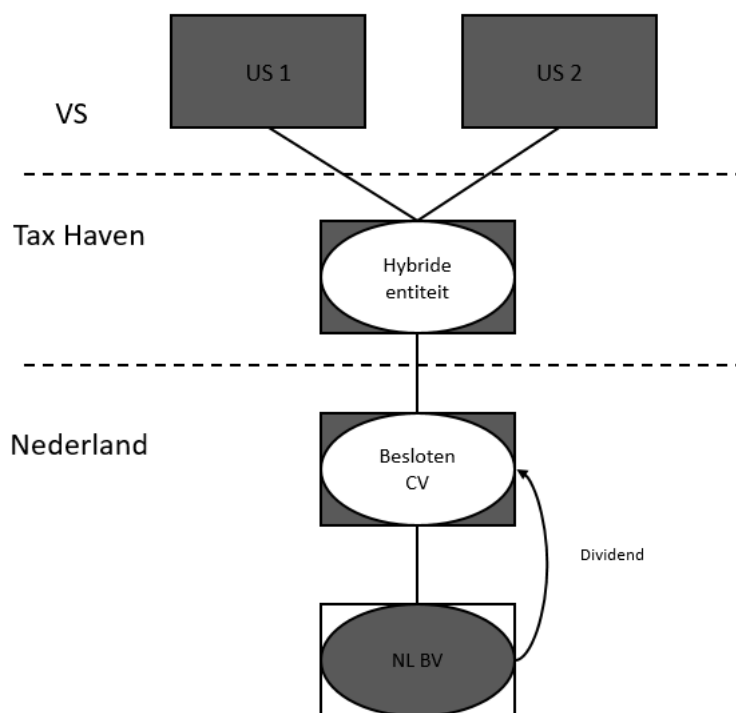 US 1
US 2
VS
Tax Haven
Hybride
entiteit
Nederland
Besloten
CV
Dividend
NL BV